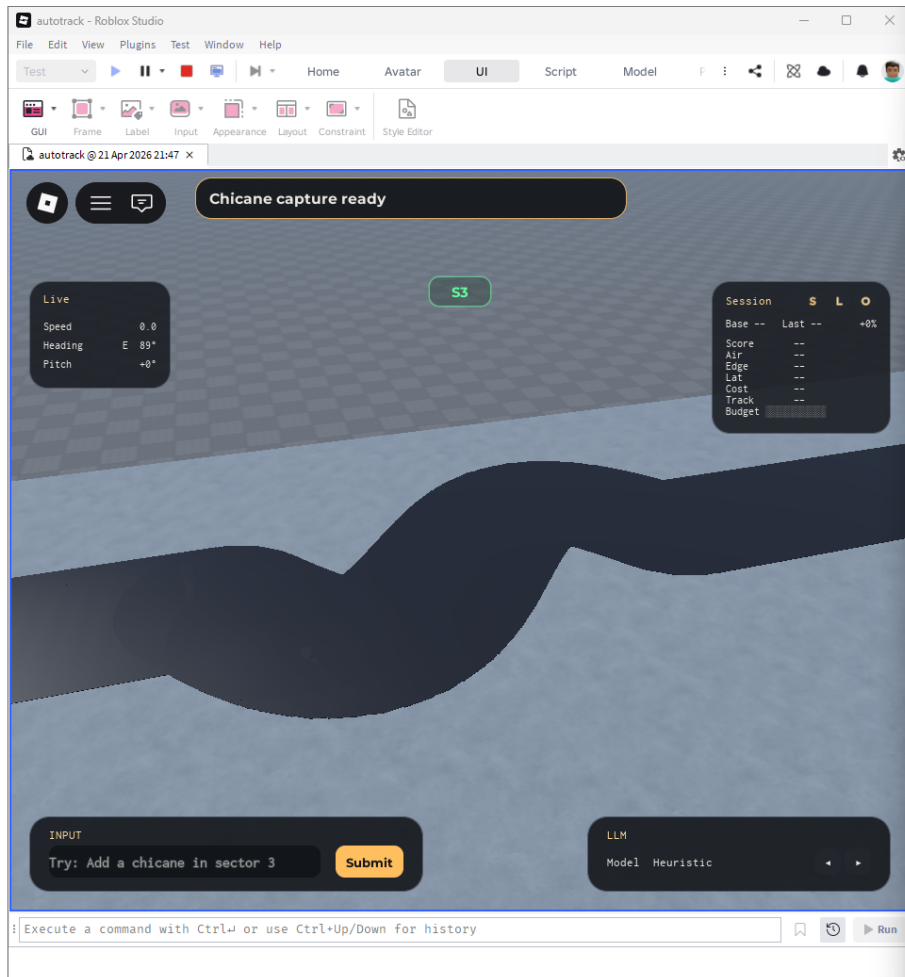 autotrack - Roblox Studio
File Edit View Plugins Test Window Help
Test Home Avatar UI Script Model
GUI Frame Label Input Appearance Layout Constraint Style Editor
autotrack @ 21 Apr 2026 21:47
Chicane capture ready
S3
Live
Speed 0.0
Heading E 89°
Pitch +0°
Session S L O
Base -- Last -- +0%
Score --
Air --
Edge --
Lat --
Cost --
Track --
Budget
INPUT
Try: Add a chicane in sector 3
Submit
LLM
Model Heuristic
Execute a command with Ctrl↵ or use Ctrl+Up/Down for history
Run